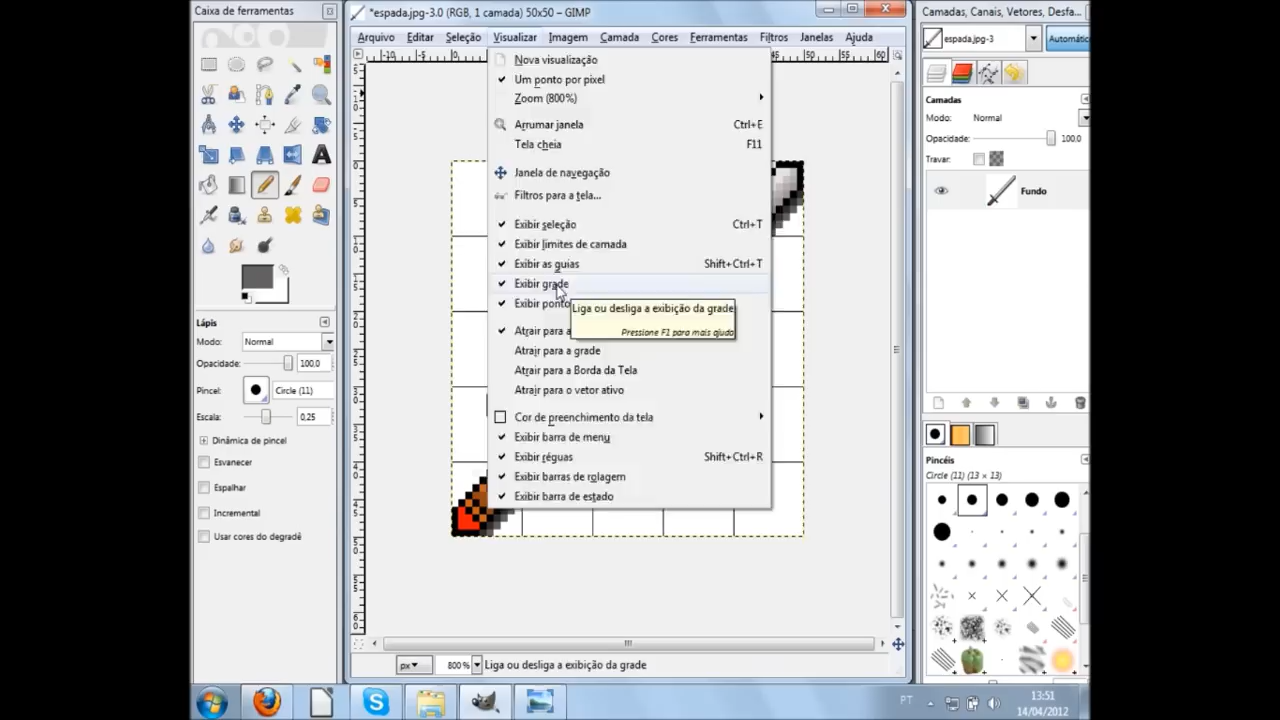 Caixa de ferramentas
*espada.jpg-3.0 (RGB, 1 camada) 50x50 – GIMP
Camadas, Canais, Vetores, Desfa...
Arquivo Editar Seleção Visualizar Imagem Camada Cores Ferramentas Filtros Janelas Ajuda
espada.jpg-3
Automátic
Nova visualização
Um ponto por pixel
Zoom (800%)
Arrumar janela Ctrl+E
Tela cheia F11
Janela de navegação
Filtros para a tela...
Exibir seleção Ctrl+T
Exibir limites de camada
Exibir as guias Shift+Ctrl+T
Exibir grade
Exibir ponto
Liga ou desliga a exibição da grade
Pressione F1 para mais ajuda
Atrair para a
Atrair para a grade
Atrair para a Borda da Tela
Atrair para o vetor ativo
Cor de preenchimento da tela
Exibir barra de menu
Exibir réguas Shift+Ctrl+R
Exibir barras de rolagem
Exibir barra de estado
Lápis
Modo: Normal
Opacidade: 100,0
Pincel: Circle (11)
Escala: 0,25
Dinâmica de pincel
Esvanecer
Espalhar
Incremental
Usar cores do degradê
Camadas
Modo: Normal
Opacidade: 100,0
Travar:
Fundo
Pincéis
Circle (11) (13 × 13)
px 800% Liga ou desliga a exibição da grade
PT
13:51
14/04/2012